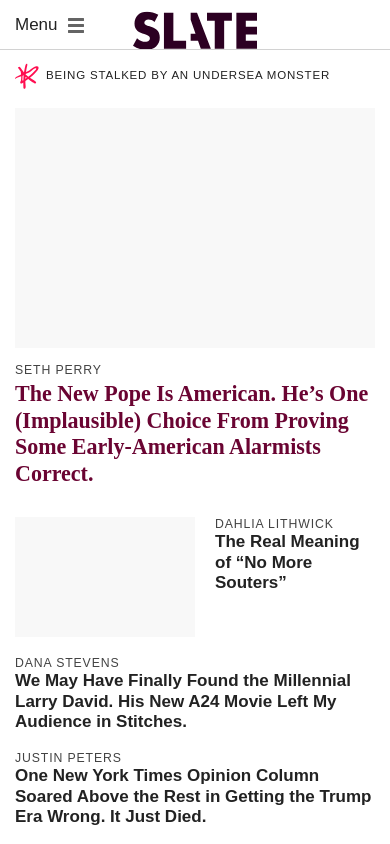 Menu
SLATE
BEING STALKED BY AN UNDERSEA MONSTER
SETH PERRY
The New Pope Is American. He’s One
(Implausible) Choice From Proving
Some Early-American Alarmists
Correct.
DAHLIA LITHWICK
The Real Meaning
of “No More
Souters”
DANA STEVENS
We May Have Finally Found the Millennial
Larry David. His New A24 Movie Left My
Audience in Stitches.
JUSTIN PETERS
One New York Times Opinion Column
Soared Above the Rest in Getting the Trump
Era Wrong. It Just Died.